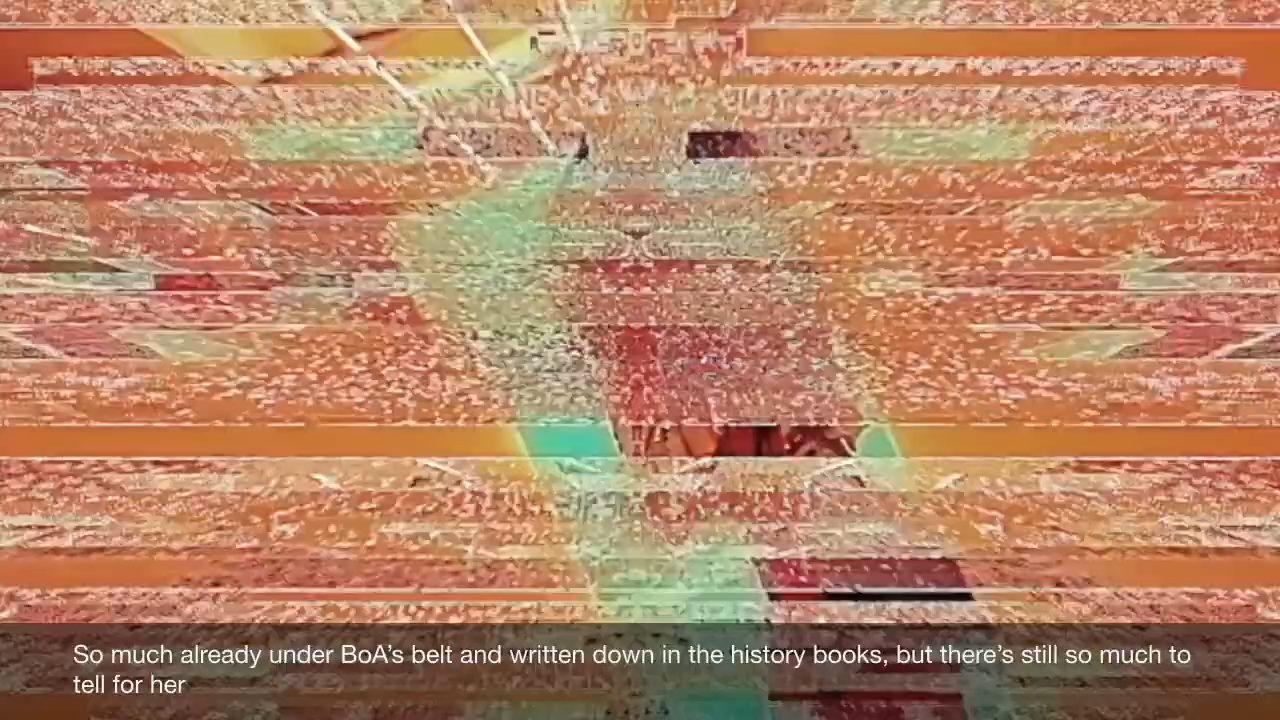 So much already under BoA’s belt and written down in the history books, but there’s still so much to
tell for her